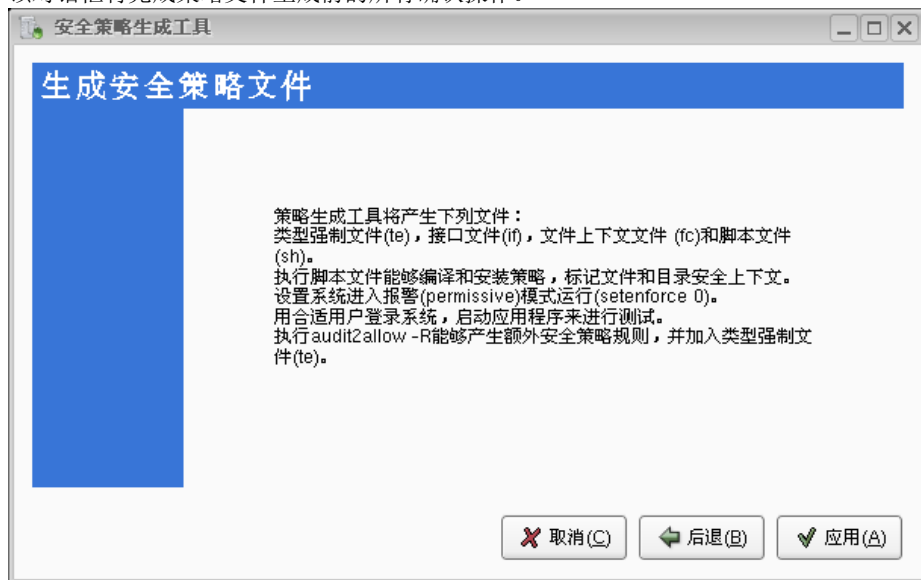 安全策略生成工具
生成安全策略文件
策略生成工具将产生下列文件：
类型强制文件(te)，接口文件(if)，文件上下文文件 (fc)和脚本文件
(sh)。
执行脚本文件能够编译和安装策略，标记文件和目录安全上下文。
设置系统进入报警(permissive)模式运行(setenforce 0)。
用合适用户登录系统，启动应用程序来进行测试。
执行audit2allow -R能够产生额外安全策略规则，并加入类型强制文
件(te)。
取消(C) 后退(B) 应用(A)